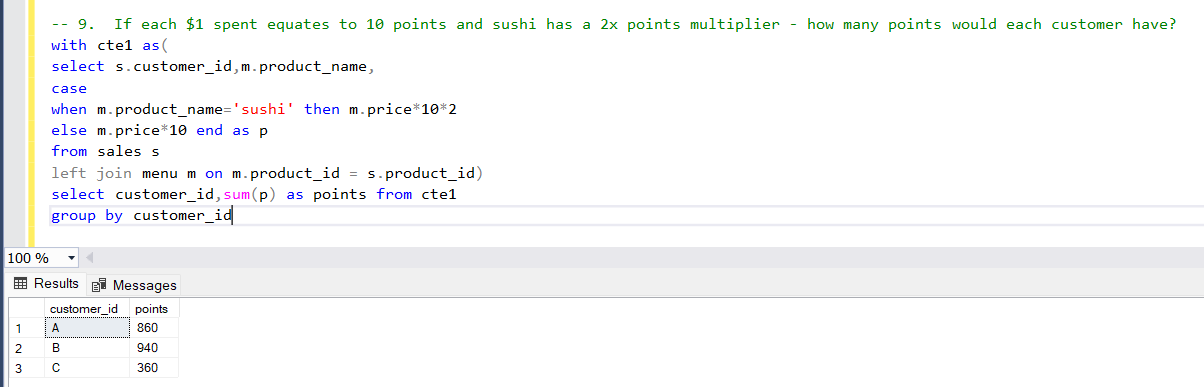 -- 9.  If each $1 spent equates to 10 points and sushi has a 2x points multiplier - how many points would each customer have?
with cte1 as(
select s.customer_id,m.product_name,
case
when m.product_name='sushi' then m.price*10*2
else m.price*10 end as p
from sales s
left join menu m on m.product_id = s.product_id)
select customer_id,sum(p) as points from cte1
group by customer_id
100 %
Results Messages
customer_id points
1 A 860
2 B 940
3 C 360